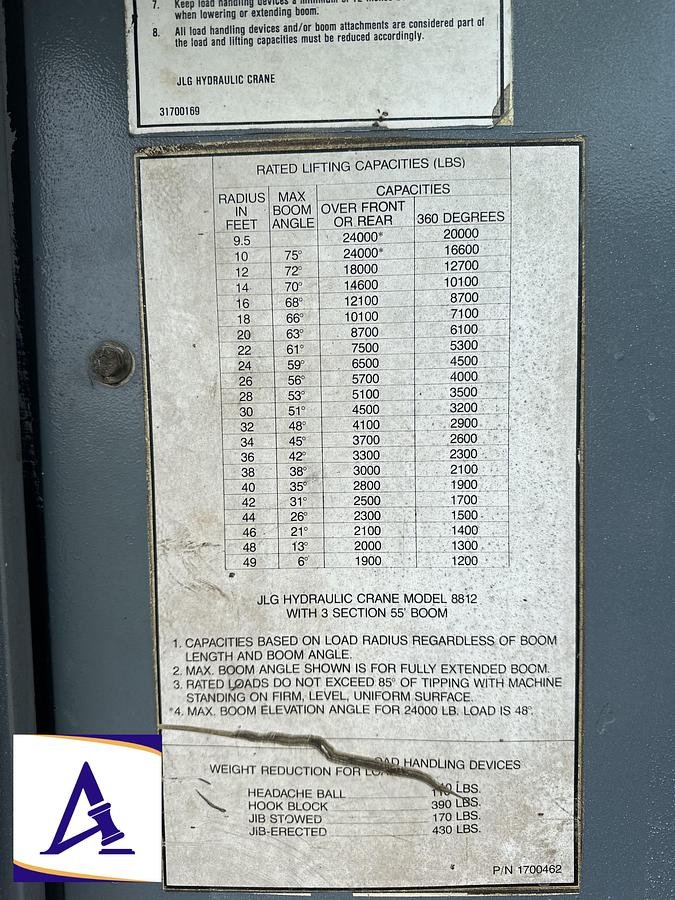 7. Keep load handling devices a minimum of 12 inches
when lowering or extending boom.
8. All load handling devices and/or boom attachments are considered part of
the load and lifting capacities must be reduced accordingly.
JLG HYDRAULIC CRANE
31700169
RATED LIFTING CAPACITIES (LBS)
RADIUS IN FEET MAX BOOM ANGLE CAPACITIES
OVER FRONT OR REAR 360 DEGREES
9.5 24000* 20000
10 75° 24000* 16600
12 72° 18000 12700
14 70° 14600 10100
16 68° 12100 8700
18 66° 10100 7100
20 63° 8700 6100
22 61° 7500 5300
24 59° 6500 4500
26 56° 5700 4000
28 53° 5100 3500
30 51° 4500 3200
32 48° 4100 2900
34 45° 3700 2600
36 42° 3300 2300
38 38° 3000 2100
40 35° 2800 1900
42 31° 2500 1700
44 26° 2300 1500
46 21° 2100 1400
48 13° 2000 1300
49 6° 1900 1200
JLG HYDRAULIC CRANE MODEL 8812
WITH 3 SECTION 55' BOOM
1. CAPACITIES BASED ON LOAD RADIUS REGARDLESS OF BOOM
LENGTH AND BOOM ANGLE.
2. MAX. BOOM ANGLE SHOWN IS FOR FULLY EXTENDED BOOM.
3. RATED LOADS DO NOT EXCEED 85° OF TIPPING WITH MACHINE
STANDING ON FIRM, LEVEL, UNIFORM SURFACE.
*4. MAX. BOOM ELEVATION ANGLE FOR 24000 LB. LOAD IS 48°.
WEIGHT REDUCTION FOR LOAD HANDLING DEVICES
HEADACHE BALL LBS.
HOOK BLOCK 390 LBS.
JIB STOWED 170 LBS.
JIB-ERECTED 430 LBS.
P/N 1700462